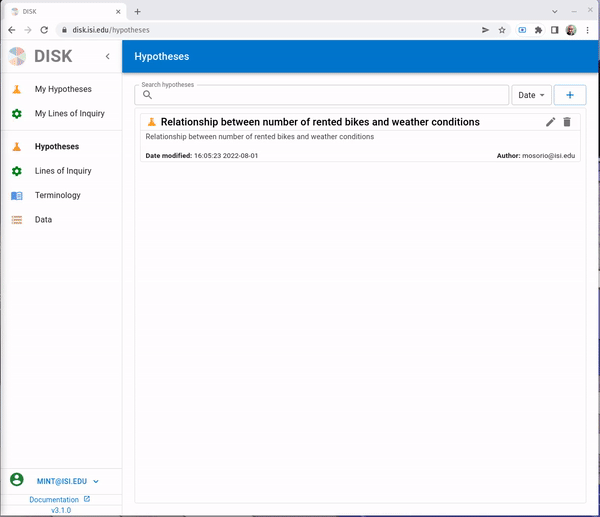 DISK
disk.isi.edu/hypotheses
DISK
Hypotheses
My Hypotheses
My Lines of Inquiry
Hypotheses
Lines of Inquiry
Terminology
Data
Search hypotheses
Date
Relationship between number of rented bikes and weather conditions
Relationship between number of rented bikes and weather conditions
Date modified: 16:05:23 2022-08-01 Author: mosorio@isi.edu
MINT@ISI.EDU
Documentation
v3.1.0